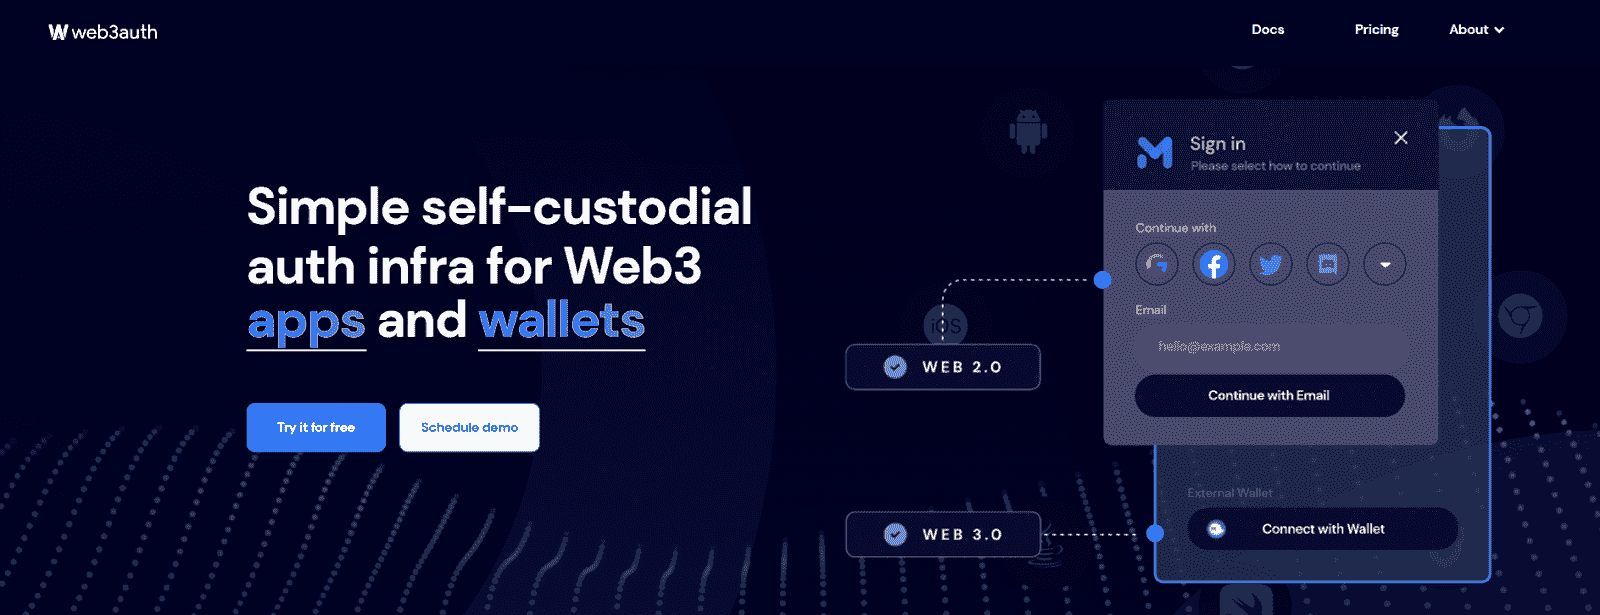 web3auth
Docs
Pricing
About
Simple self-custodial
auth infra for Web3
apps and wallets
Try it for free
Schedule demo
iOS
WEB 2.0
WEB 3.0
Sign in
Please select how to continue
Continue with
Email
hello@example.com
Continue with Email
External Wallet
Connect with Wallet